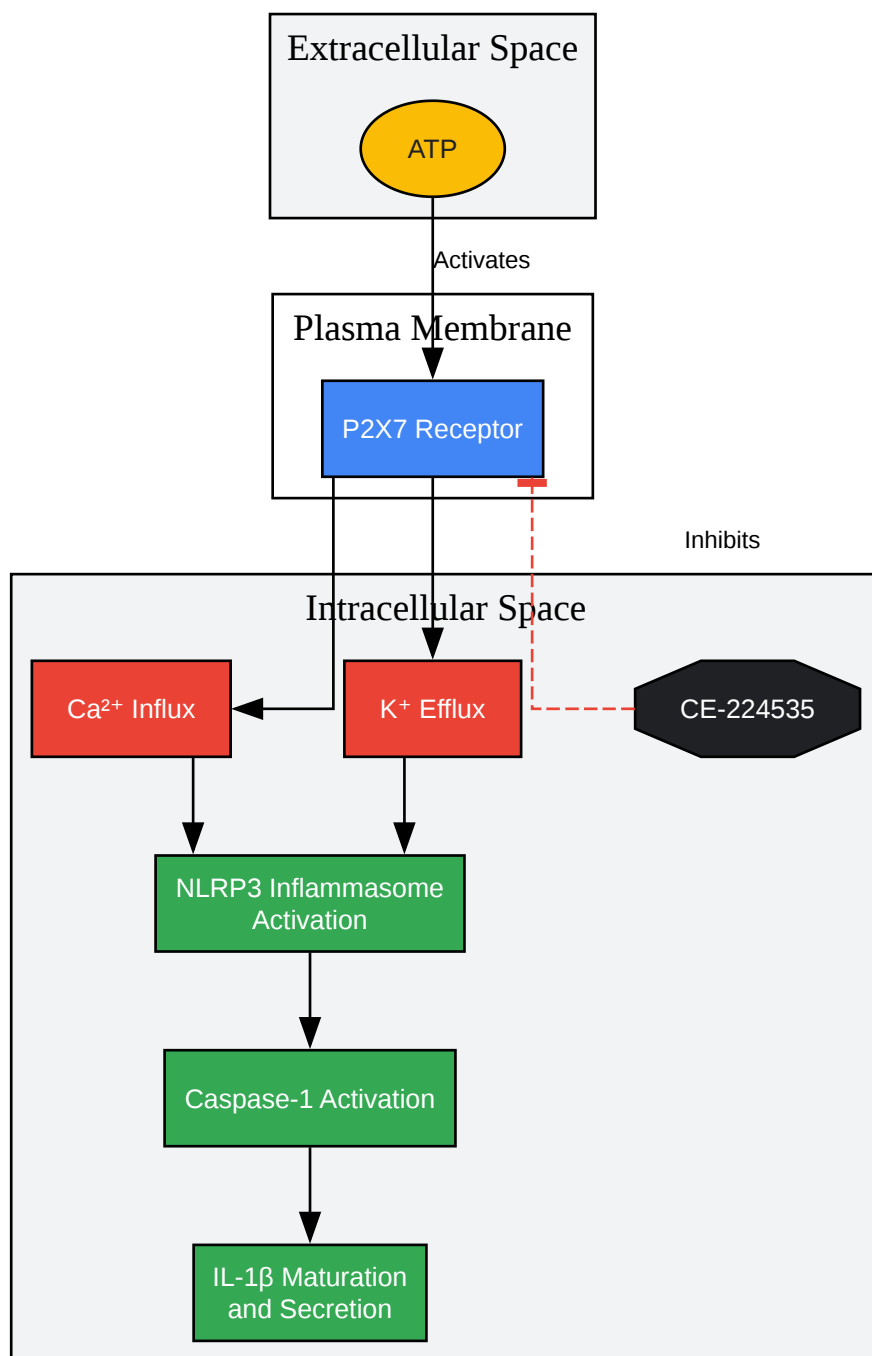 Extracellular Space
ATP
Activates
Plasma Membrane
P2X7 Receptor
Inhibits
Intracellular Space
Ca²⁺ Influx
K⁺ Efflux
CE-224535
NLRP3 Inflammasome
Activation
Caspase-1 Activation
IL-1β Maturation
and Secretion